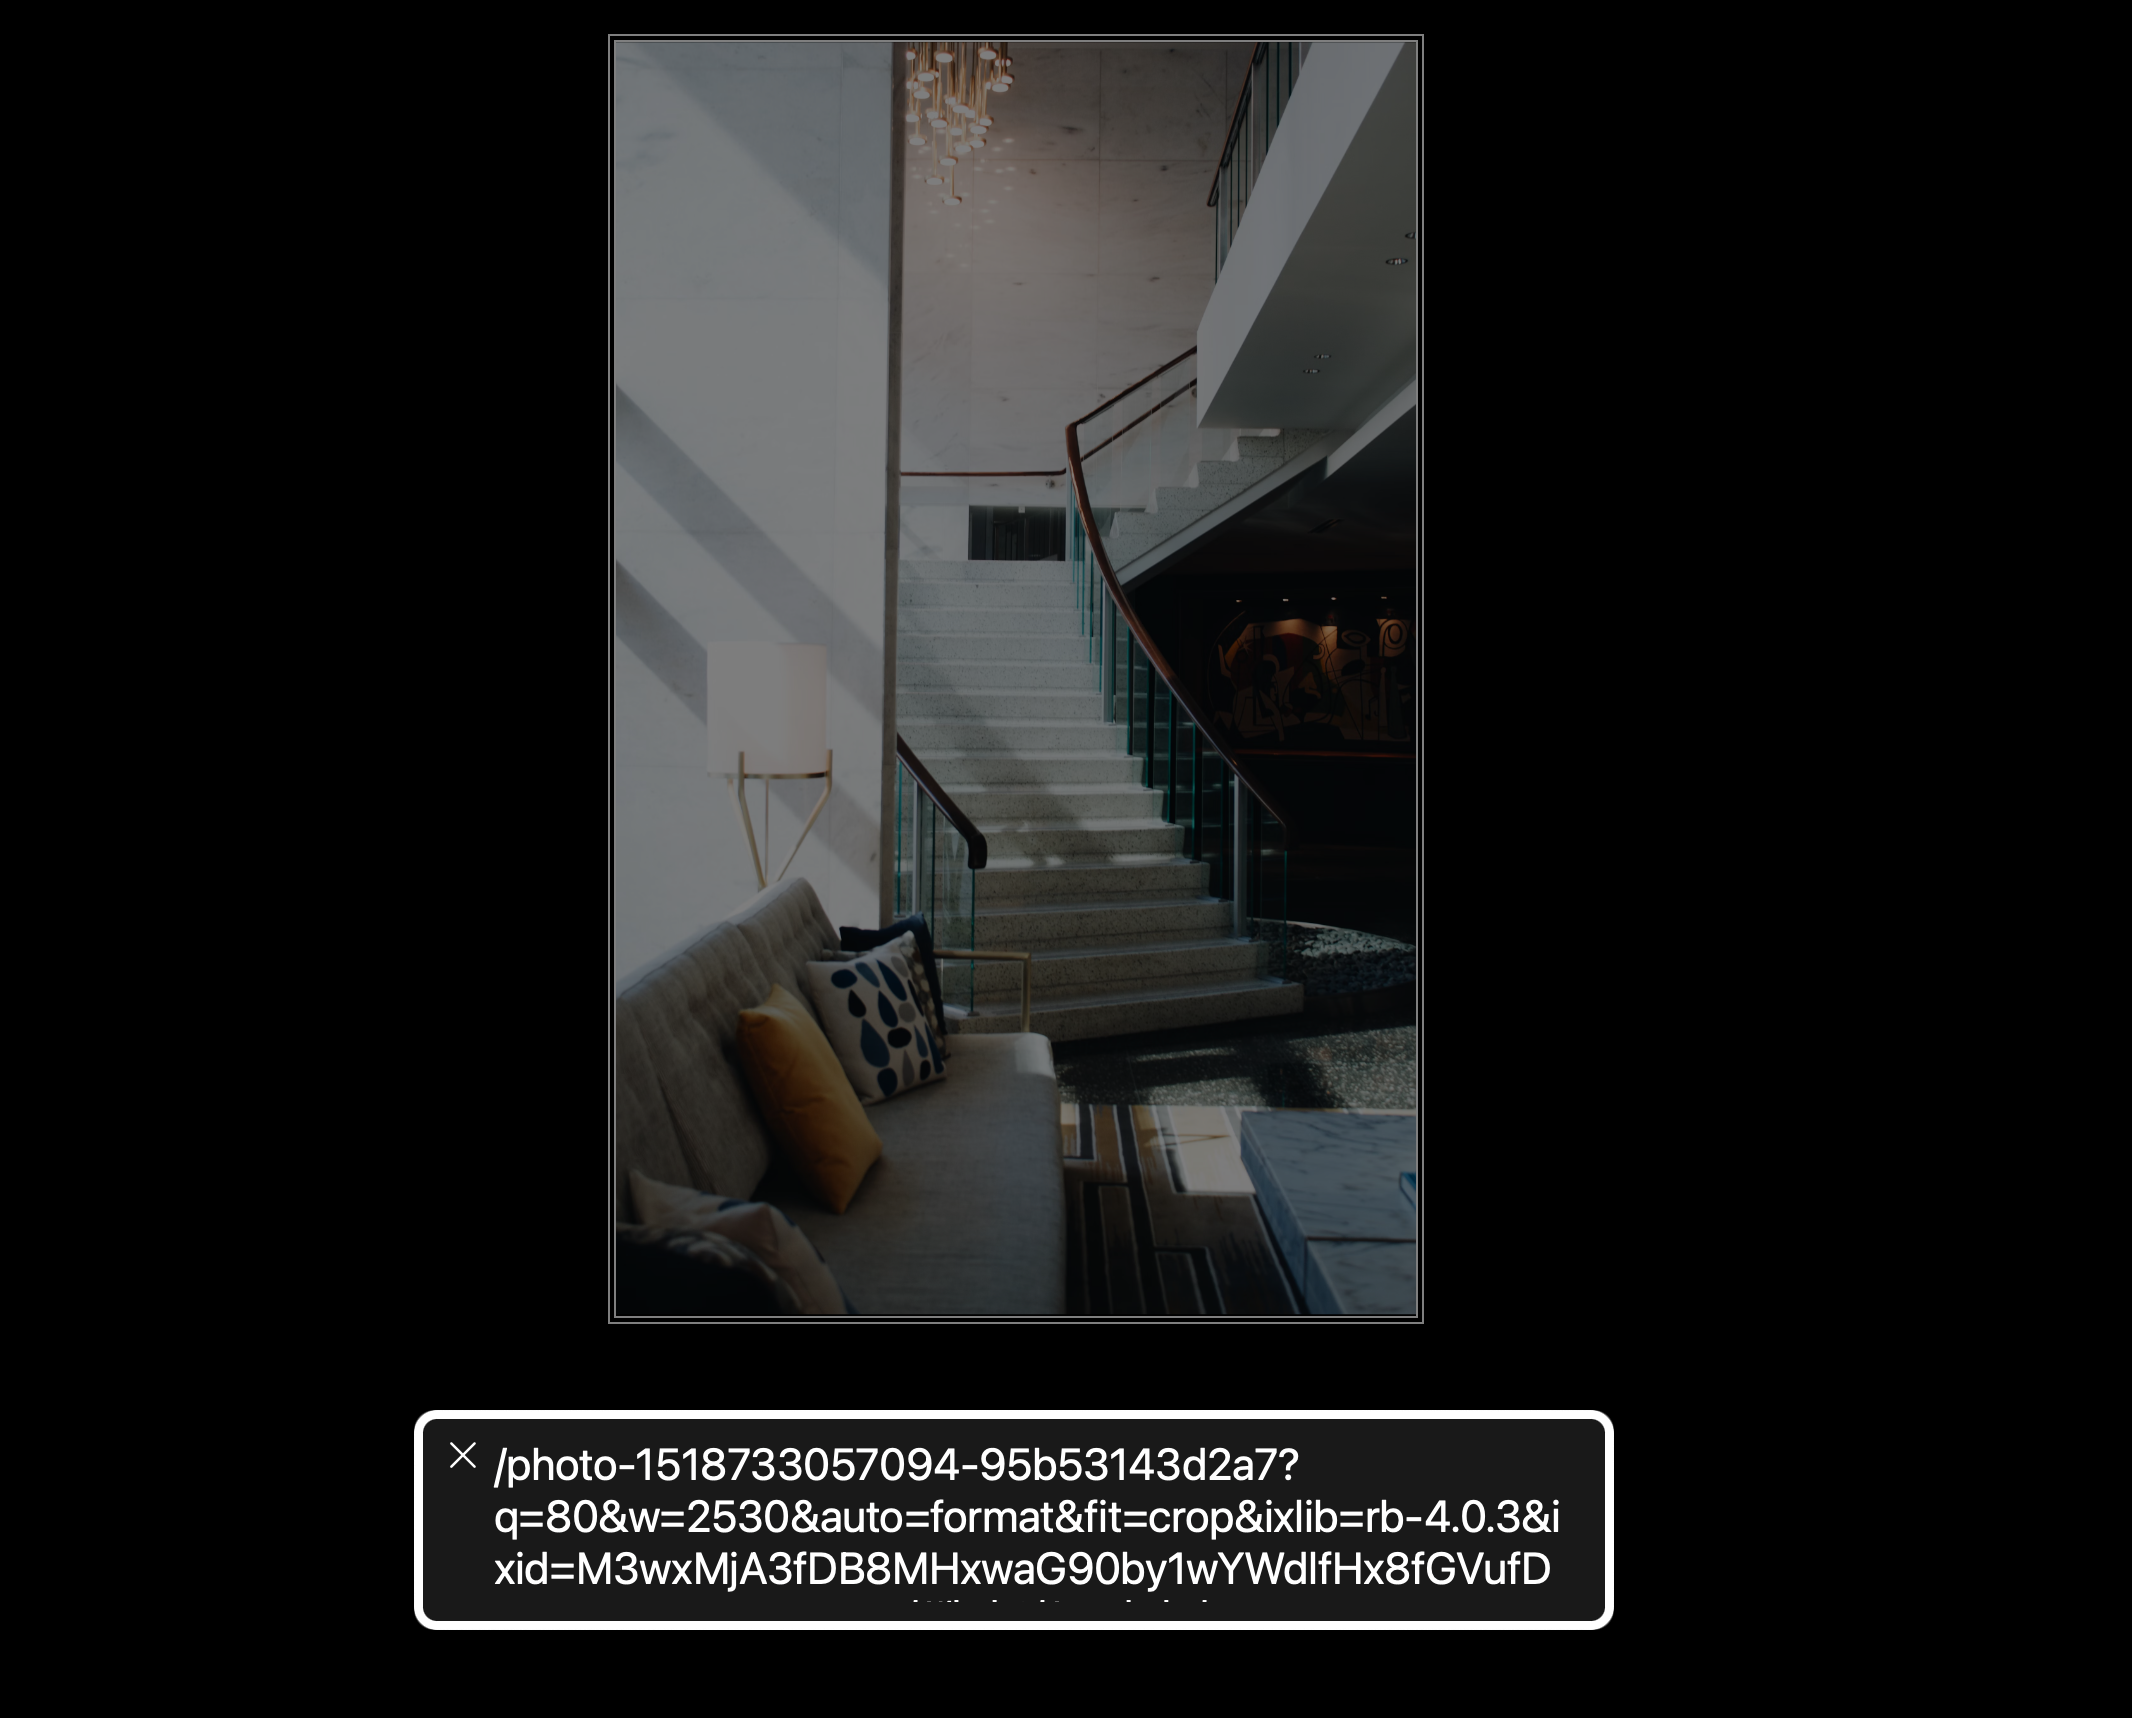 /photo-1518733057094-95b53143d2a7?
q=80&w=2530&auto=format&fit=crop&ixlib=rb-4.0.3&i
xid=M3wxMjA3fDB8MHxwaG90by1wYWdlfHx8fGVufD